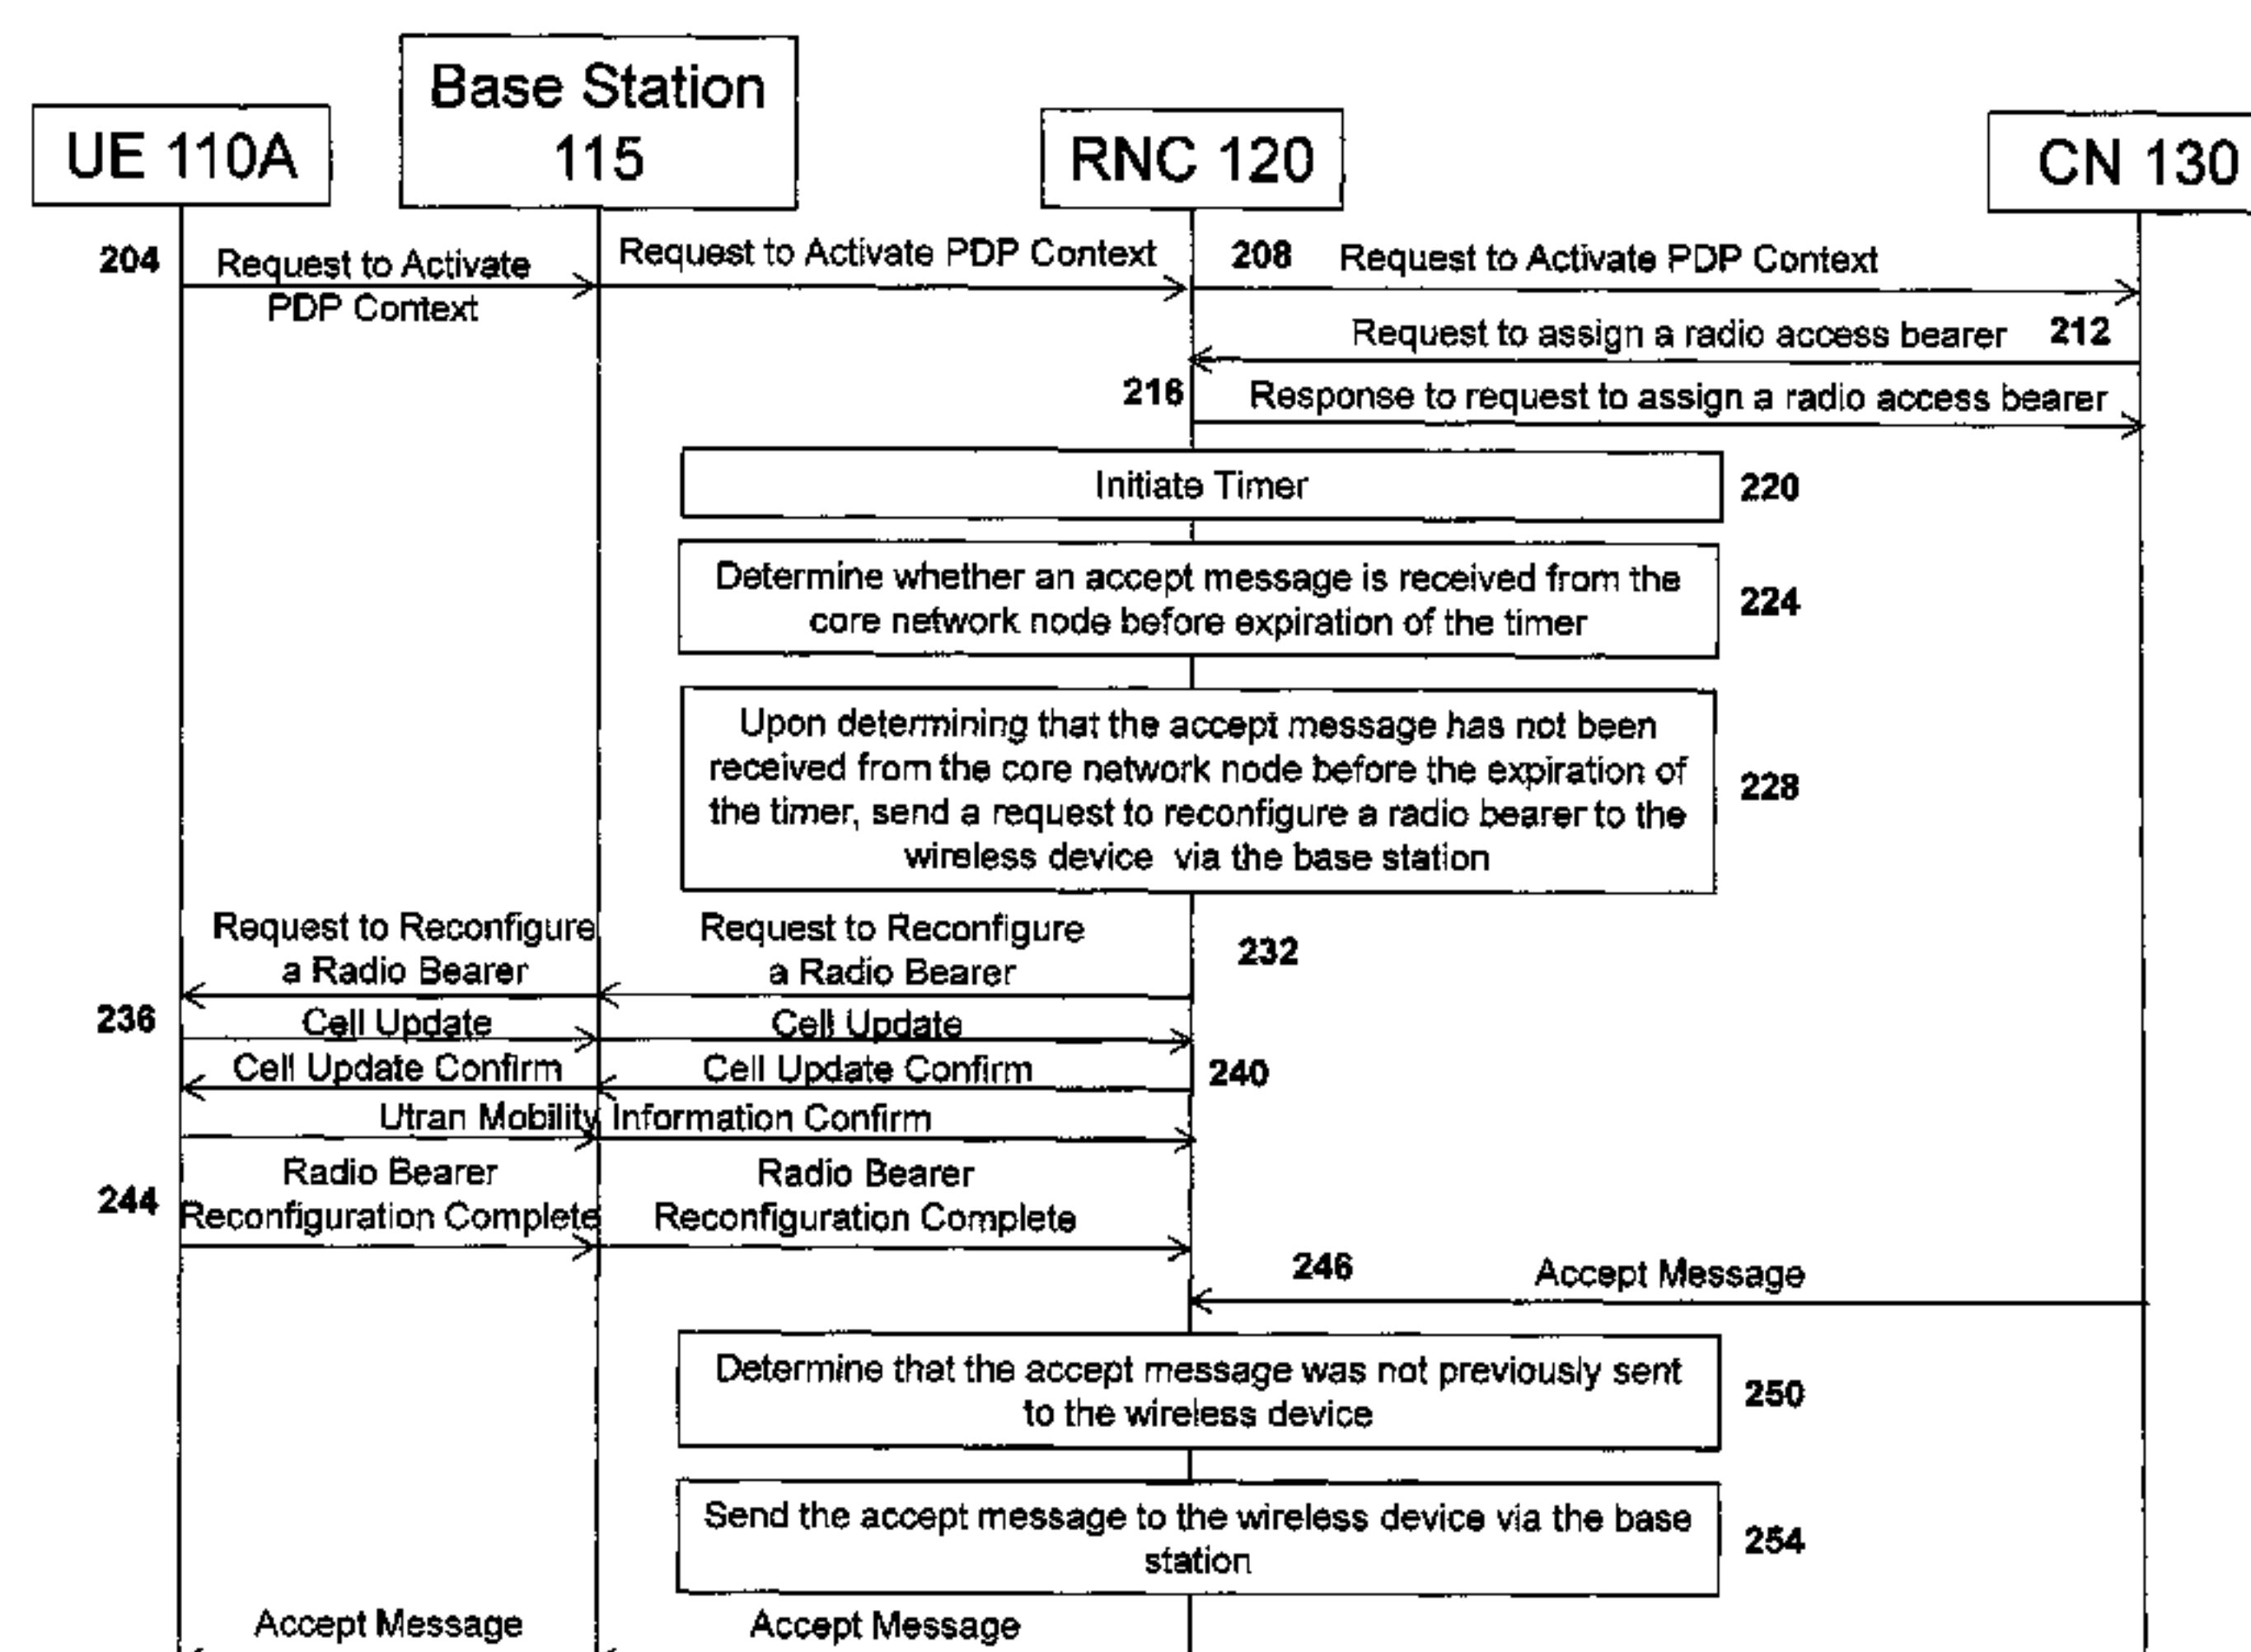 Base Station
115
UE 110A
RNC 120
CN 130
204
Request to Activate
PDP Context
Request to Activate PDP Context
208
Request to Activate PDP Context
Request to assign a radio access bearer
212
216
Response to request to assign a radio access bearer
Initiate Timer
220
Determine whether an accept message is received from the
core network node before expiration of the timer
224
Upon determining that the accept message has not been
received from the core network node before the expiration of
the timer, send a request to reconfigure a radio bearer to the
wireless device via the base station
228
Request to Reconfigure
a Radio Bearer
Request to Reconfigure
a Radio Bearer
232
236
Cell Update
Cell Update
Cell Update Confirm
Cell Update Confirm
240
Utran Mobility Information Confirm
244
Radio Bearer
Reconfiguration Complete
Radio Bearer
Reconfiguration Complete
246
Accept Message
Determine that the accept message was not previously sent
to the wireless device
250
Send the accept message to the wireless device via the base
station
254
Accept Message
Accept Message